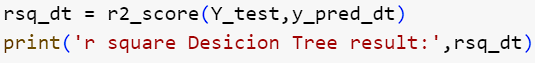 rsq_dt = r2_score(Y_test,y_pred_dt)
print('r square Desicion Tree result:',rsq_dt)